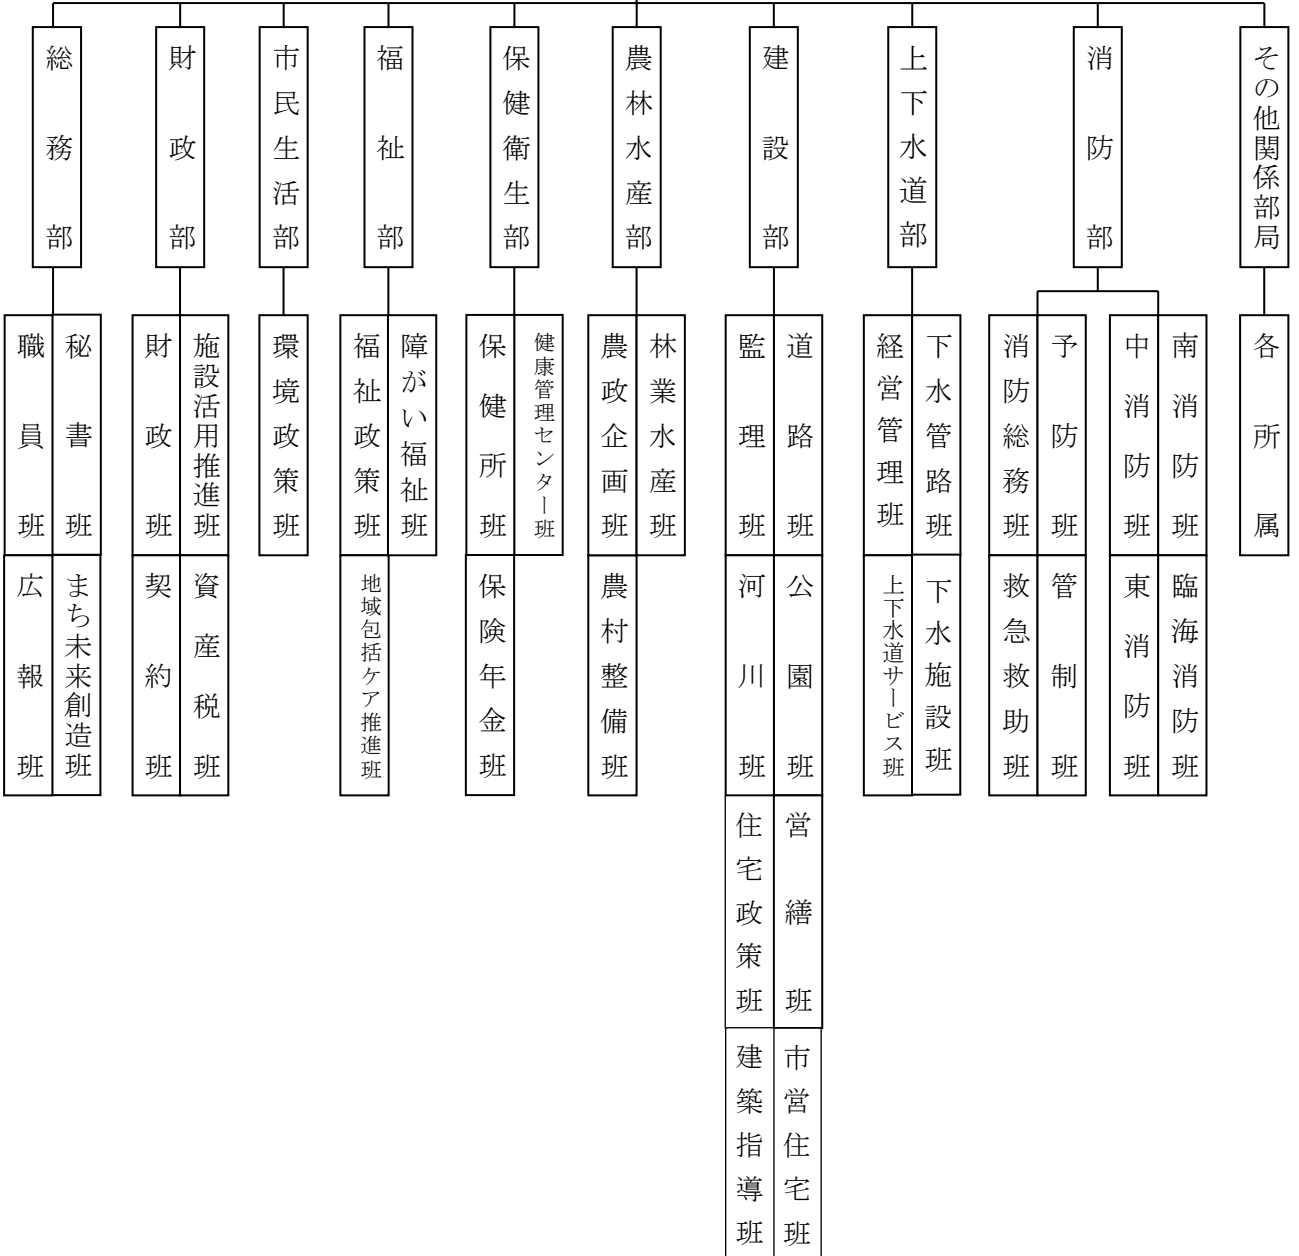 総務部
財政部
市民生活部
福祉部
保健衛生部
農林水産部
建設部
上下水道部
消防部
その他関係部局
職員班
秘書班
広報班
まち未来創造班
財政班
施設活用推進班
契約班
資産税班
環境政策班
福祉政策班
障がい福祉班
地域包括ケア推進班
保健所班
健康管理センター班
保険年金班
農政企画班
林業水産班
農村整備班
監理班
道路班
河川班
公園班
住宅政策班
営繕班
建築指導班
市営住宅班
経営管理班
下水管路班
上下水道サービス班
下水施設班
消防総務班
予防班
救急救助班
管制班
中消防班
南消防班
東消防班
臨海消防班
各所属